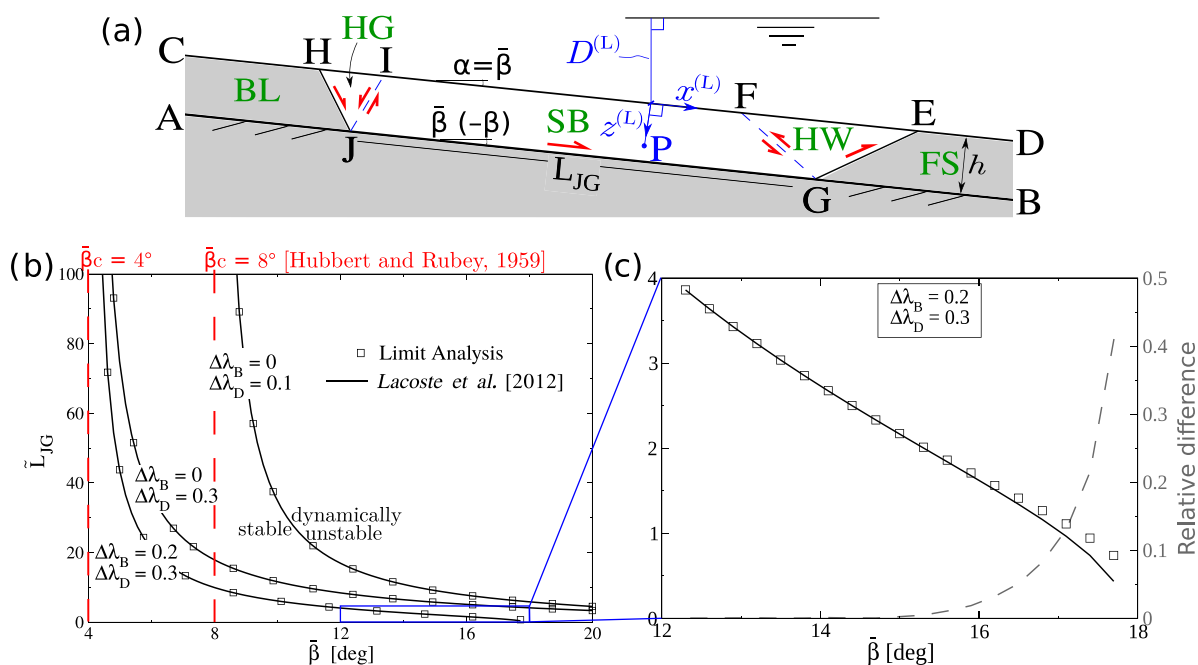 (a)
C
H
HG
I
α=β̄
D(L)
x(L)
F
E
BL
A
β̄ (−β)
SB
z(L)
P
HW
D
FS
h
J
LJG
G
B
(b)
β̄c = 4°
β̄c = 8° [Hubbert and Rubey, 1959]
100
80
60
40
20
0
L̃JG
ΔλB = 0
ΔλD = 0.1
Limit Analysis
Lacoste et al. [2012]
ΔλB = 0
ΔλD = 0.3
stable
dynamically
unstable
ΔλB = 0.2
ΔλD = 0.3
4
8
12
16
20
β̄ [deg]
(c)
ΔλB = 0.2
ΔλD = 0.3
4
3
2
1
0
0.5
0.4
0.3
0.2
0.1
0
Relative difference
12
14
16
18
β̄ [deg]